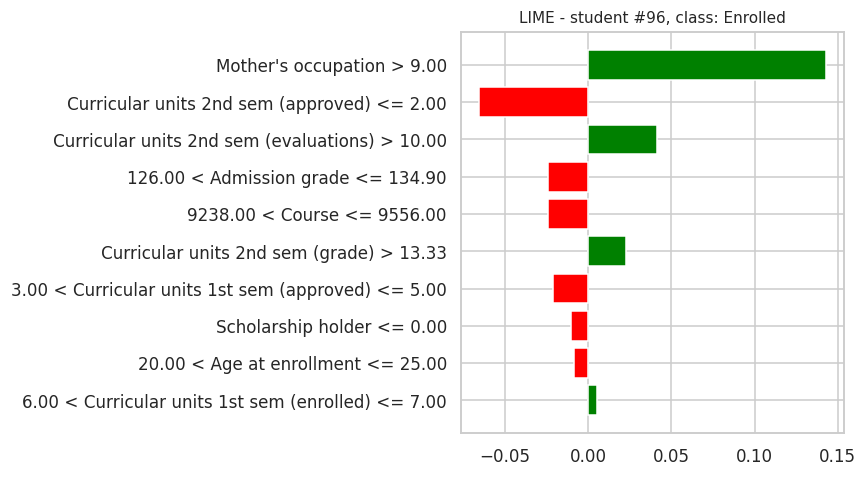 LIME - student #96, class: Enrolled
Mother's occupation > 9.00
Curricular units 2nd sem (approved) <= 2.00
Curricular units 2nd sem (evaluations) > 10.00
126.00 < Admission grade <= 134.90
9238.00 < Course <= 9556.00
Curricular units 2nd sem (grade) > 13.33
3.00 < Curricular units 1st sem (approved) <= 5.00
Scholarship holder <= 0.00
20.00 < Age at enrollment <= 25.00
6.00 < Curricular units 1st sem (enrolled) <= 7.00
−0.05 0.00 0.05 0.10 0.15